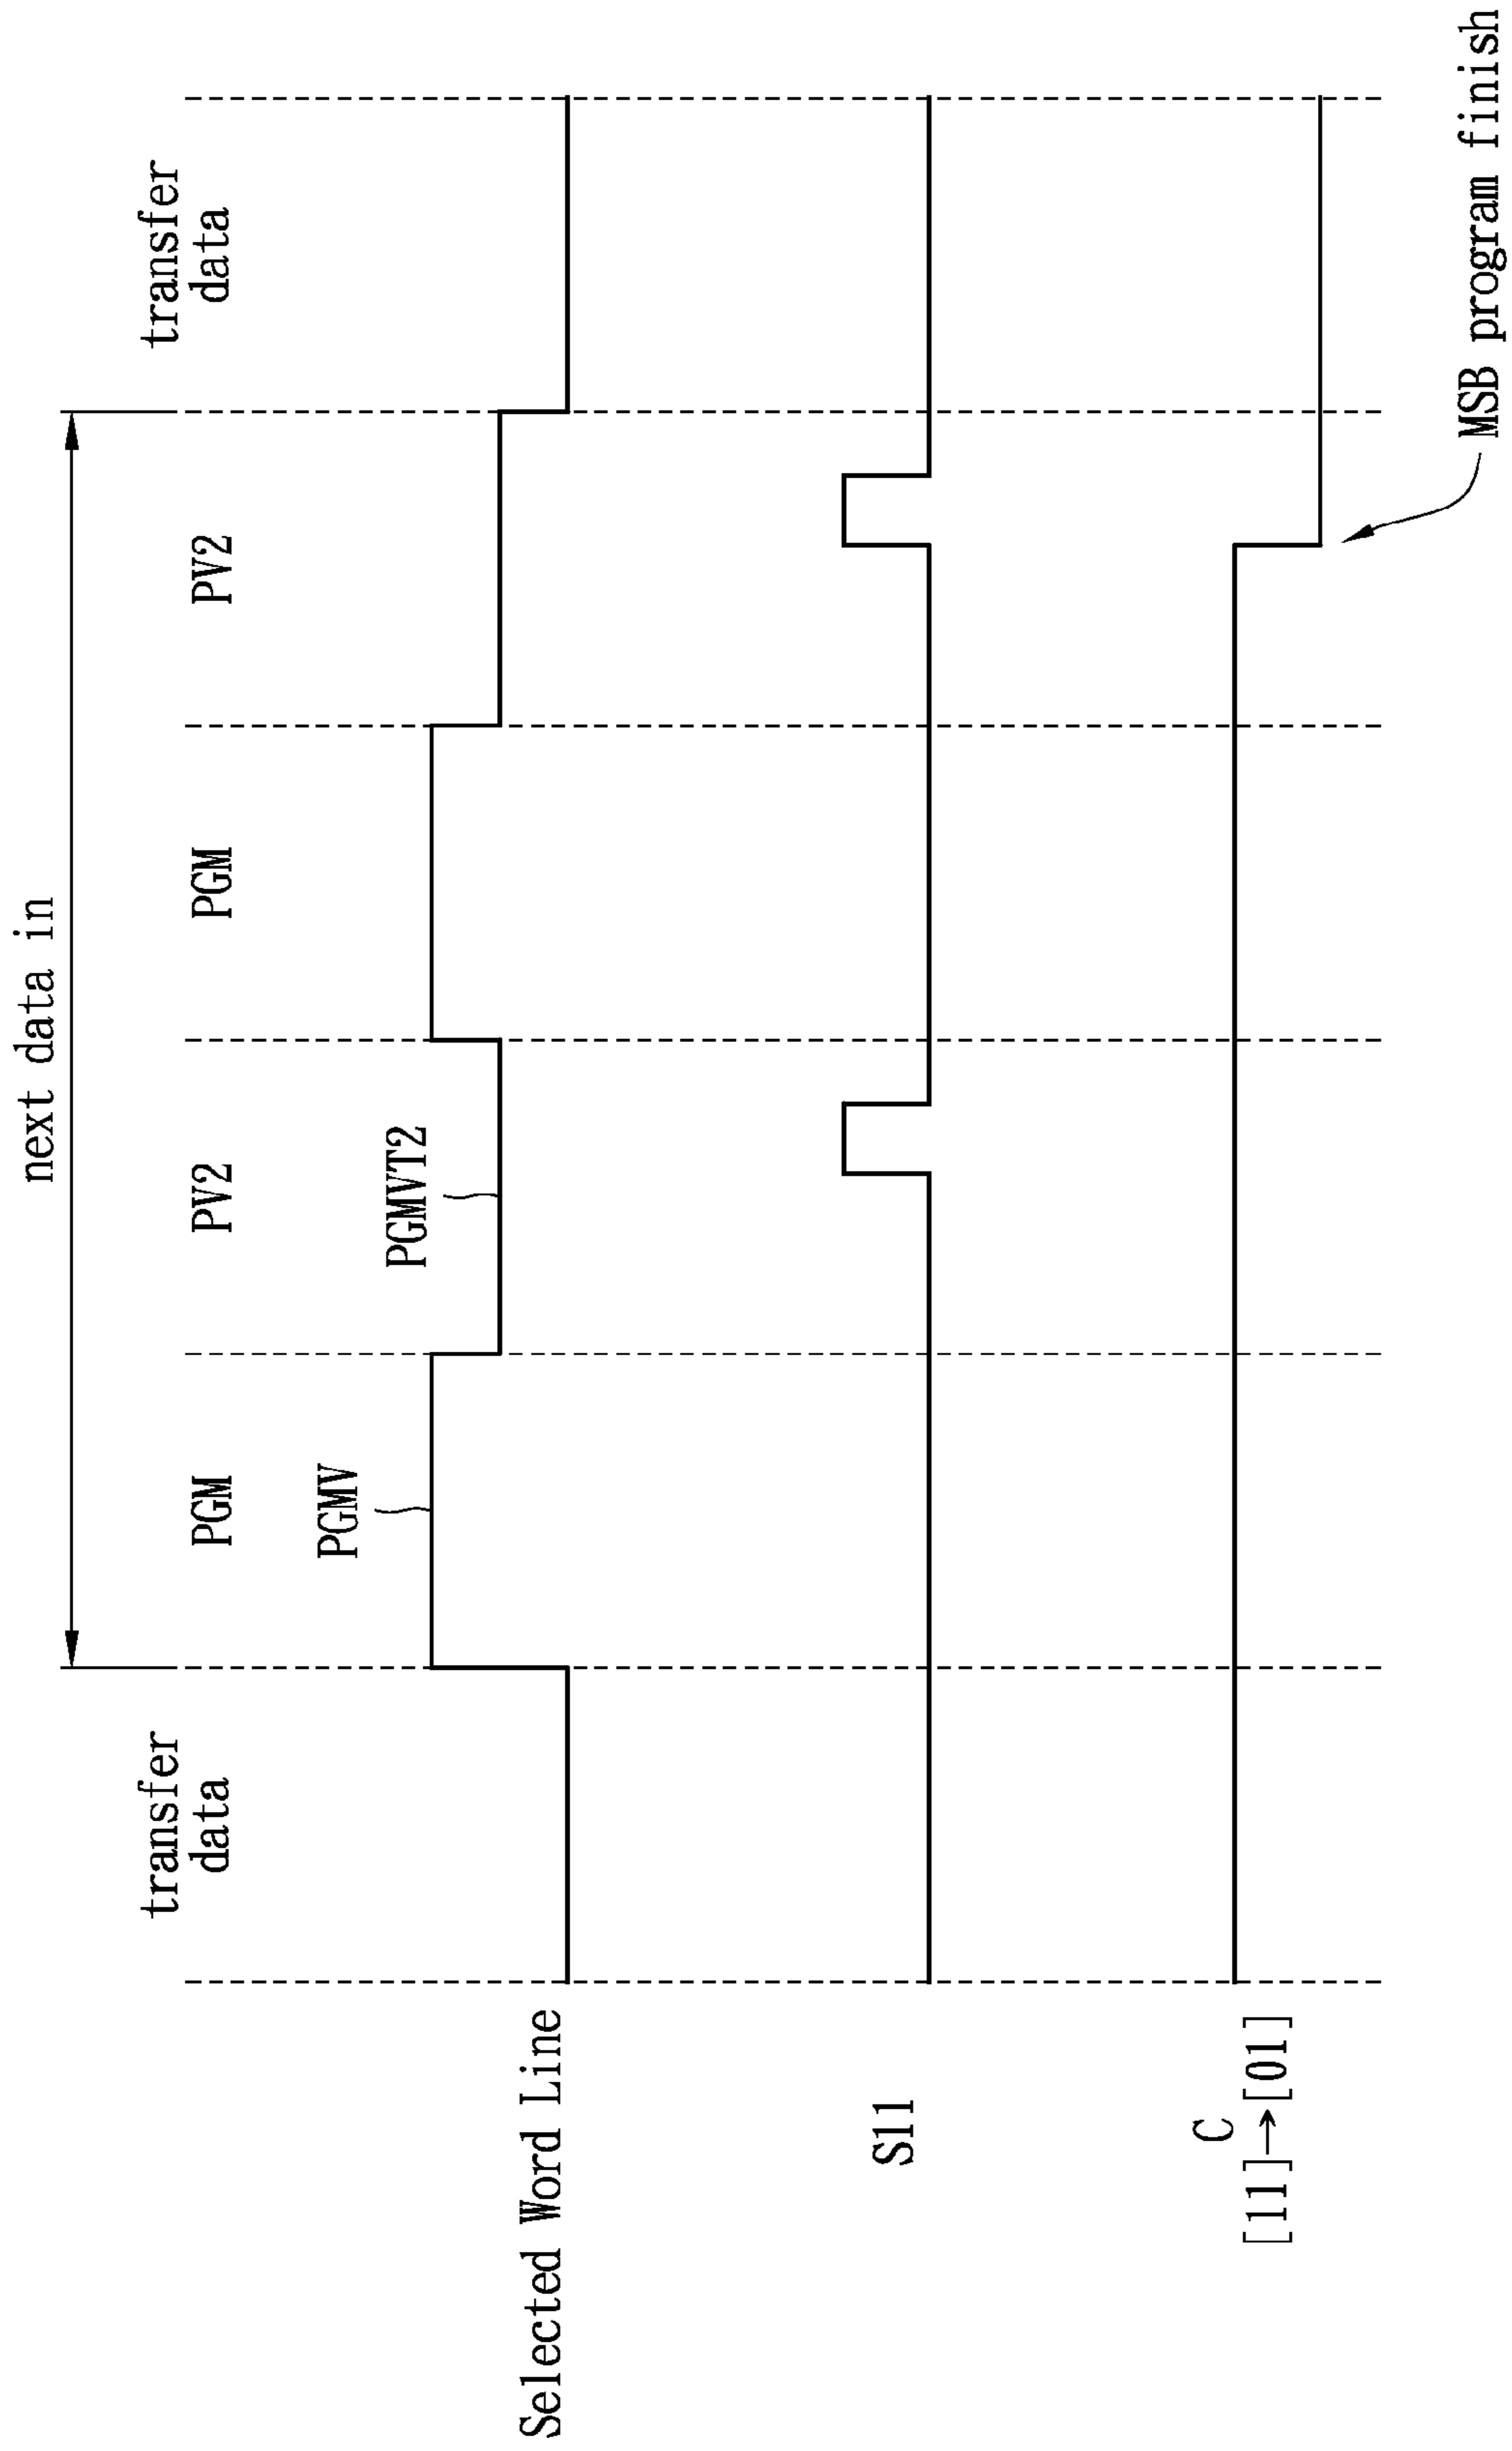 next data in
transfer
data
PGM
PV2
PGM
PV2
transfer
data
PGMV
PGMVT2
Selected Word Line
S11
C
[11]→[01]
MSB program finish